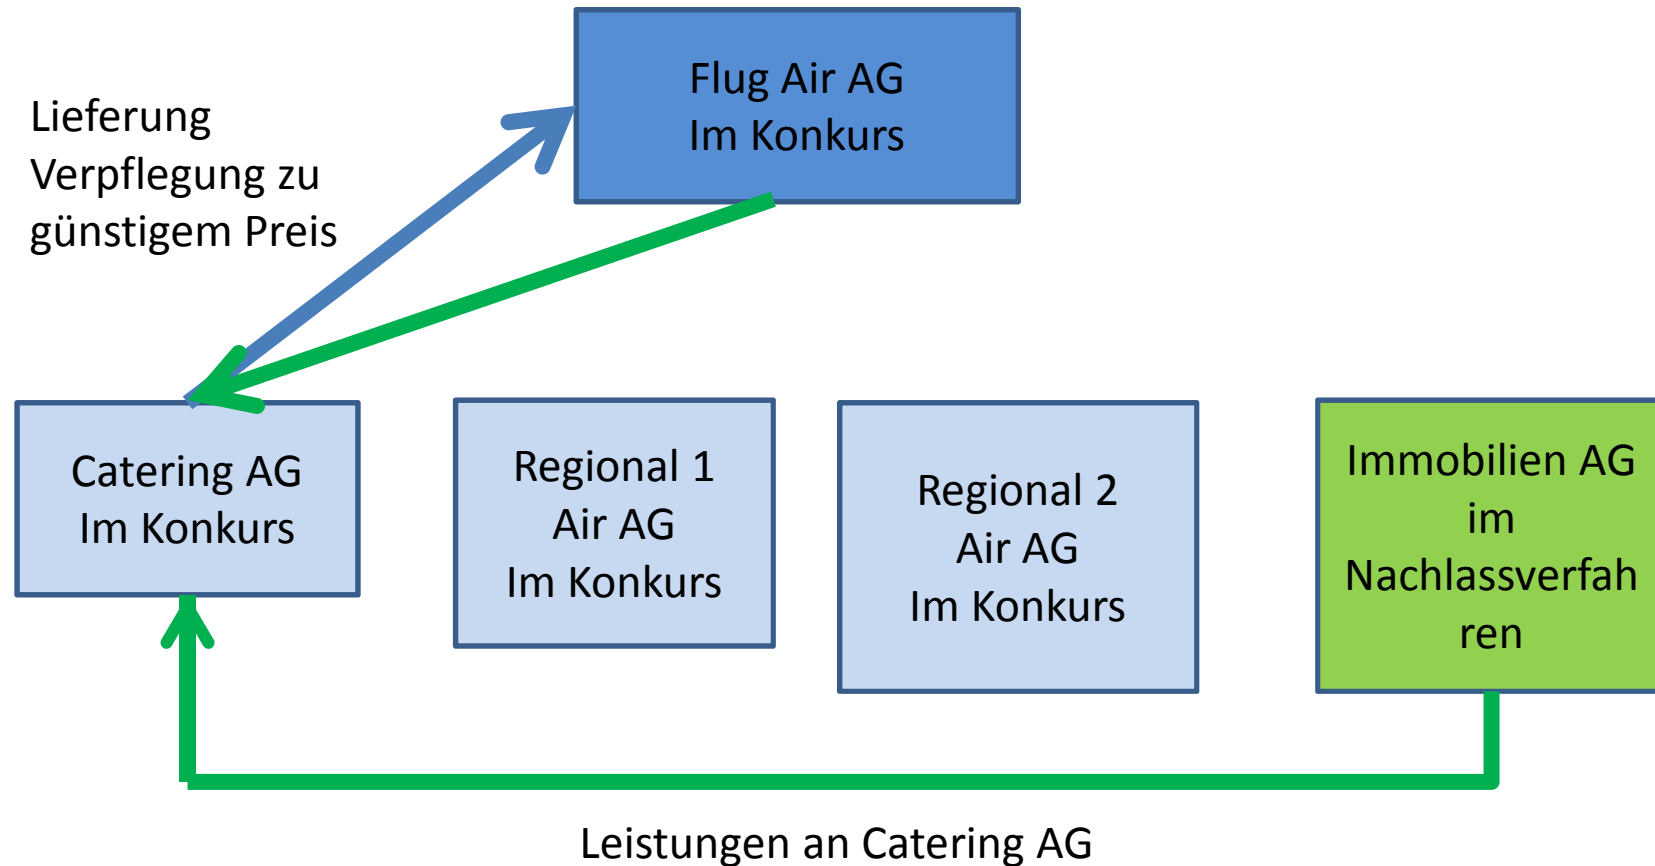 Flug Air AG
Im Konkurs
Lieferung
Verpflegung zu
günstigem Preis
Catering AG
Im Konkurs
Regional 1
Air AG
Im Konkurs
Regional 2
Air AG
Im Konkurs
Immobilien AG
im
Nachlassverfah
ren
Leistungen an Catering AG